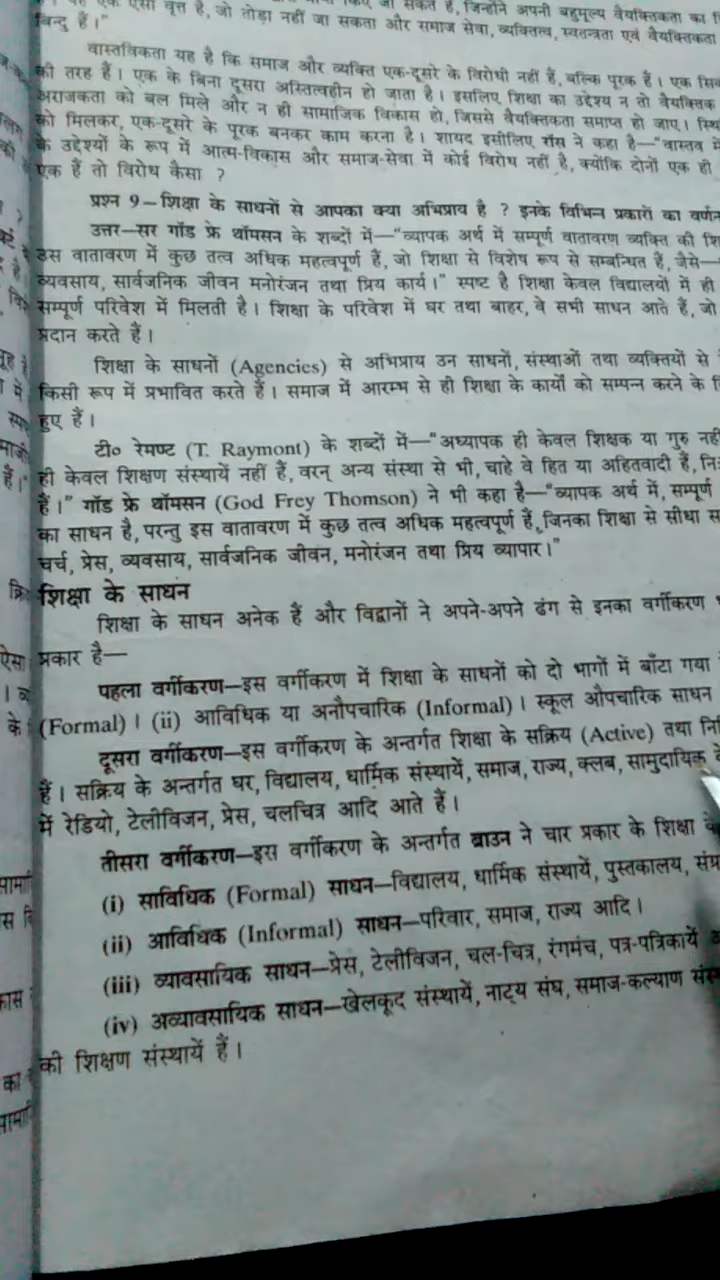 एक ऐसा वृत्त है, जो तोड़ा नहीं जा सकता और समाज सेवा, व्यक्तित्व, स्वतन्त्रता एवं वैयक्तिकता
बिन्दु हैं।"
वास्तविकता यह है कि समाज और व्यक्ति एक-दूसरे के विरोधी नहीं हैं, बल्कि पूरक हैं। एक
की तरह हैं। एक के बिना दूसरा अस्तित्वहीन हो जाता है। इसलिए शिक्षा का उद्देश्य न तो वैयक्तिक
अराजकता को बल मिले और न ही सामाजिक विकास हो, जिससे वैयक्तिकता समाप्त हो जाए।
को मिलकर, एक-दूसरे के पूरक बनकर काम करना है। शायद इसीलिए रॉस ने कहा है—"वास्तव
के उद्देश्यों के रूप में आत्म-विकास और समाज-सेवा में कोई विरोध नहीं है, क्योंकि दोनों एक ही
एक हैं तो विरोध कैसा ?
प्रश्न 9—शिक्षा के साधनों से आपका क्या अभिप्राय है ? इनके विभिन्न प्रकारों का वर्णन
उत्तर—सर गॉड फ्रे थॉमसन के शब्दों में—"व्यापक अर्थ में सम्पूर्ण वातावरण व्यक्ति की
उस वातावरण में कुछ तत्व अधिक महत्वपूर्ण हैं, जो शिक्षा से विशेष रूप से सम्बन्धित हैं, जैसे—
व्यवसाय, सार्वजनिक जीवन मनोरंजन तथा प्रिय कार्य।" स्पष्ट है शिक्षा केवल विद्यालयों में ही
सम्पूर्ण परिवेश में मिलती है। शिक्षा के परिवेश में घर तथा बाहर, वे सभी साधन आते हैं, जो
प्रदान करते हैं।
शिक्षा के साधनों (Agencies) से अभिप्राय उन साधनों, संस्थाओं तथा व्यक्तियों से
किसी रूप में प्रभावित करते हैं। समाज में आरम्भ से ही शिक्षा के कार्यों को सम्पन्न करने के
हुए हैं।
टी० रेमण्ट (T. Raymont) के शब्दों में—"अध्यापक ही केवल शिक्षक या गुरु नहीं
ही केवल शिक्षण संस्थायें नहीं हैं, वरन् अन्य संस्था से भी, चाहे वे हित या अहितवादी हैं,
हैं।" गॉड फ्रे थॉमसन (God Frey Thomson) ने भी कहा है—"व्यापक अर्थ में, सम्पूर्ण
का साधन है, परन्तु इस वातावरण में कुछ तत्व अधिक महत्वपूर्ण हैं, जिनका शिक्षा से सीधा
चर्च, प्रेस, व्यवसाय, सार्वजनिक जीवन, मनोरंजन तथा प्रिय व्यापार।"
शिक्षा के साधन
शिक्षा के साधन अनेक हैं और विद्वानों ने अपने-अपने ढंग से इनका वर्गीकरण
प्रकार है—
पहला वर्गीकरण—इस वर्गीकरण में शिक्षा के साधनों को दो भागों में बाँटा गया
(Formal)। (ii) आविधिक या अनौपचारिक (Informal)। स्कूल औपचारिक साधन
दूसरा वर्गीकरण—इस वर्गीकरण के अन्तर्गत शिक्षा के सक्रिय (Active) तथा
हैं। सक्रिय के अन्तर्गत घर, विद्यालय, धार्मिक संस्थायें, समाज, राज्य, क्लब, सामुदायिक
में रेडियो, टेलीविजन, प्रेस, चलचित्र आदि आते हैं।
तीसरा वर्गीकरण—इस वर्गीकरण के अन्तर्गत ब्राउन ने चार प्रकार के शिक्षा
(i) साविधिक (Formal) साधन—विद्यालय, धार्मिक संस्थायें, पुस्तकालय,
(ii) आविधिक (Informal) साधन—परिवार, समाज, राज्य आदि।
(iii) व्यावसायिक साधन—प्रेस, टेलीविजन, चल-चित्र, रंगमंच, पत्र-पत्रिकायें
(iv) अव्यावसायिक साधन—खेलकूद संस्थायें, नाट्य संघ, समाज-कल्याण
की शिक्षण संस्थायें हैं।